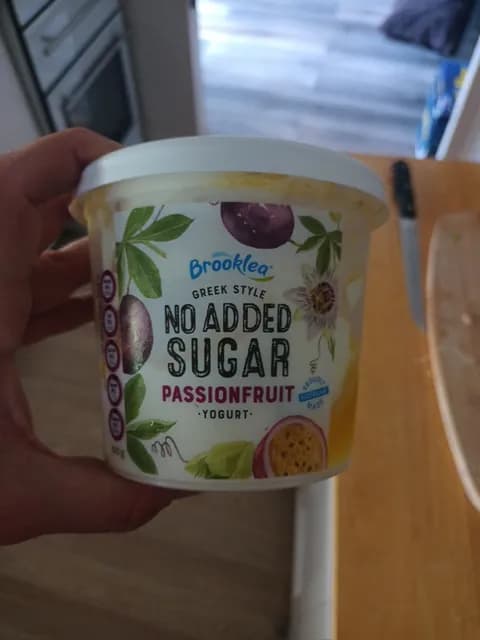 Brooklea
GREEK STYLE
NO ADDED
SUGAR
PASSIONFRUIT
·YOGURT·